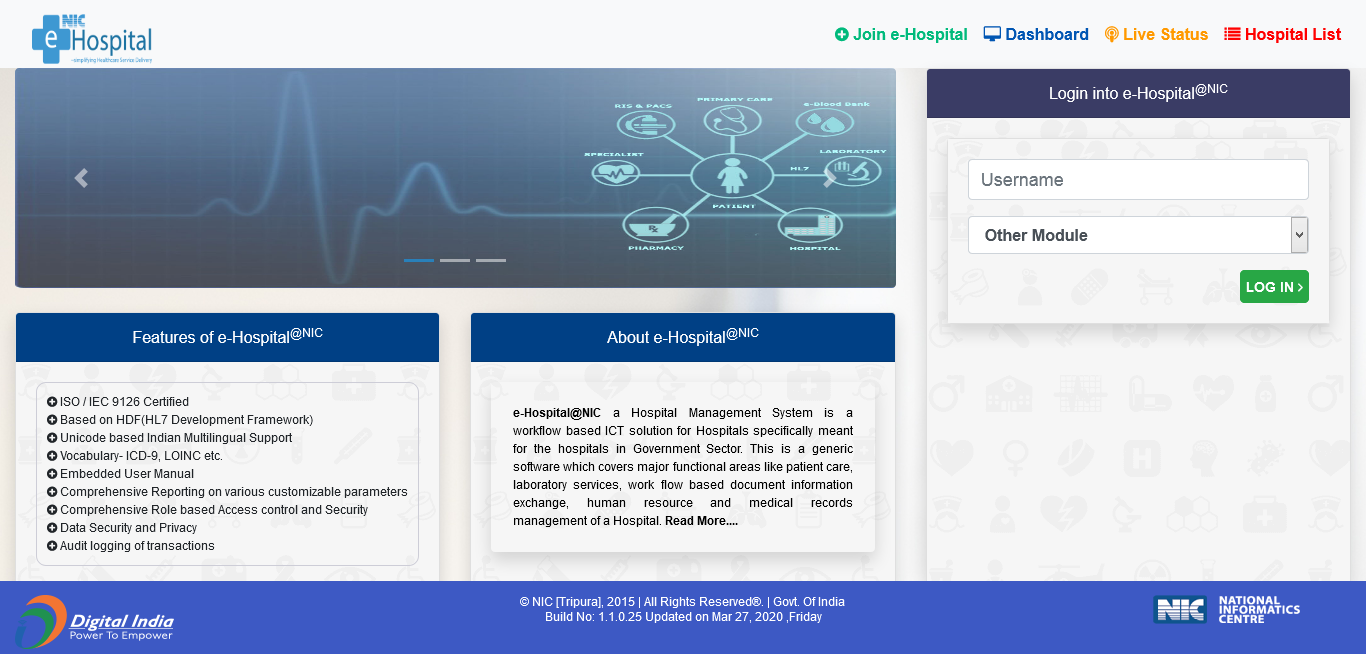 NIC
e Hospital
~simplifying Healthcare Service Delivery
Join e-Hospital
Dashboard
Live Status
Hospital List
RIS & PACS
PRIMARY CARE
e-Blood Bank
SPECIALIST
HL7
LABORATORY
PATIENT
PHARMACY
HOSPITAL
Login into e-Hospital@NIC
Username
Other Module
LOG IN ›
Features of e-Hospital@NIC
ISO / IEC 9126 Certified
Based on HDF(HL7 Development Framework)
Unicode based Indian Multilingual Support
Vocabulary- ICD-9, LOINC etc.
Embedded User Manual
Comprehensive Reporting on various customizable parameters
Comprehensive Role based Access control and Security
Data Security and Privacy
Audit logging of transactions
About e-Hospital@NIC
e-Hospital@NIC a Hospital Management System is a
workflow based ICT solution for Hospitals specifically meant
for the hospitals in Government Sector. This is a generic
software which covers major functional areas like patient care,
laboratory services, work flow based document information
exchange, human resource and medical records
management of a Hospital. Read More....
Digital India
Power To Empower
© NIC [Tripura], 2015 | All Rights Reserved®. | Govt. Of India
Build No: 1.1.0.25 Updated on Mar 27, 2020 ,Friday
NIC
NATIONAL
INFORMATICS
CENTRE